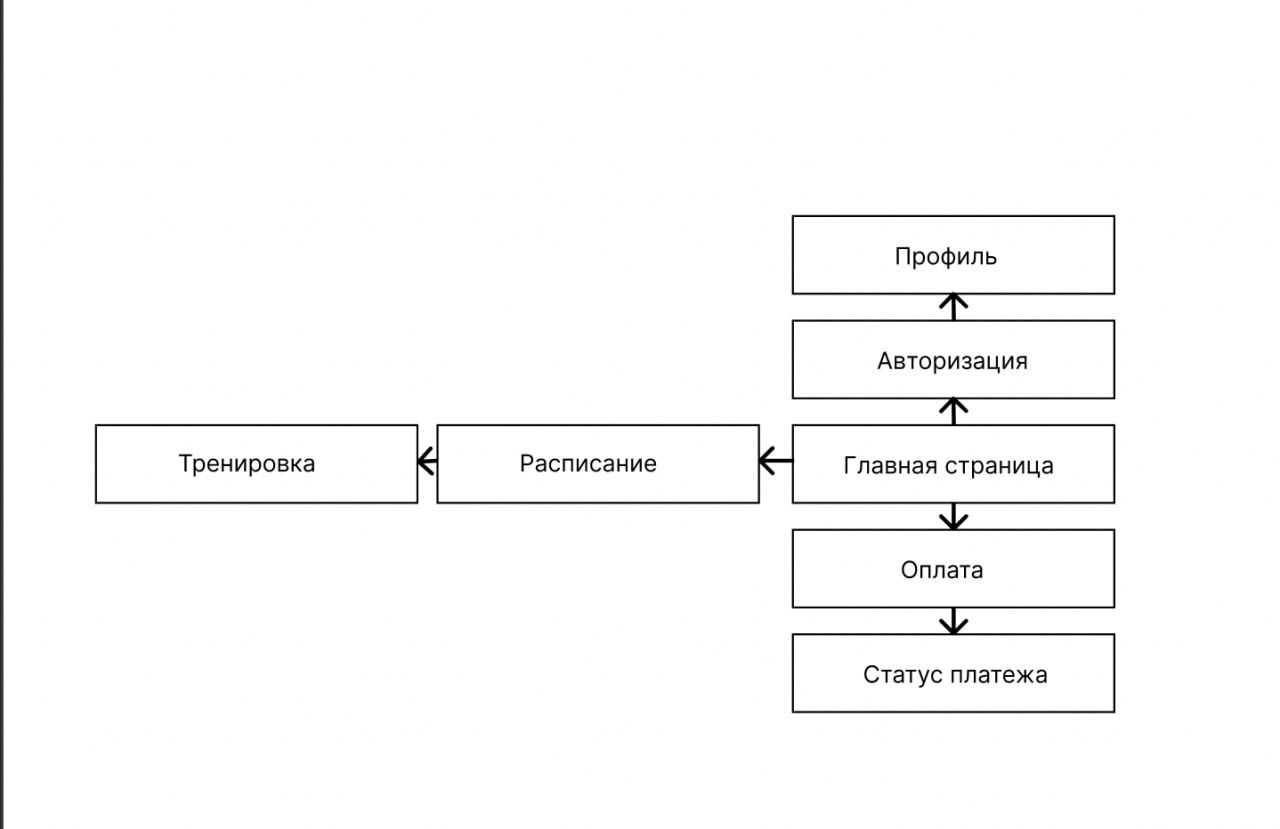 Профиль
Авторизация
Тренировка
Расписание
Главная страница
Оплата
Статус платежа